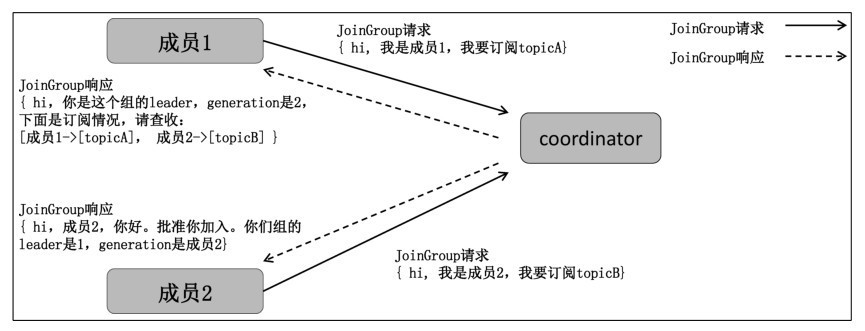 成员1
JoinGroup请求
{ hi, 我是成员1，我要订阅topicA}
JoinGroup请求
JoinGroup响应
JoinGroup响应
{ hi，你是这个组的leader，generation是2，
下面是订阅情况，请查收：
[成员1->[topicA]， 成员2->[topicB] }
coordinator
JoinGroup响应
{ hi，成员2，你好。批准你加入。你们组的
leader是1，generation是成员2}
JoinGroup请求
{ hi, 我是成员2，我要订阅topicB}
成员2